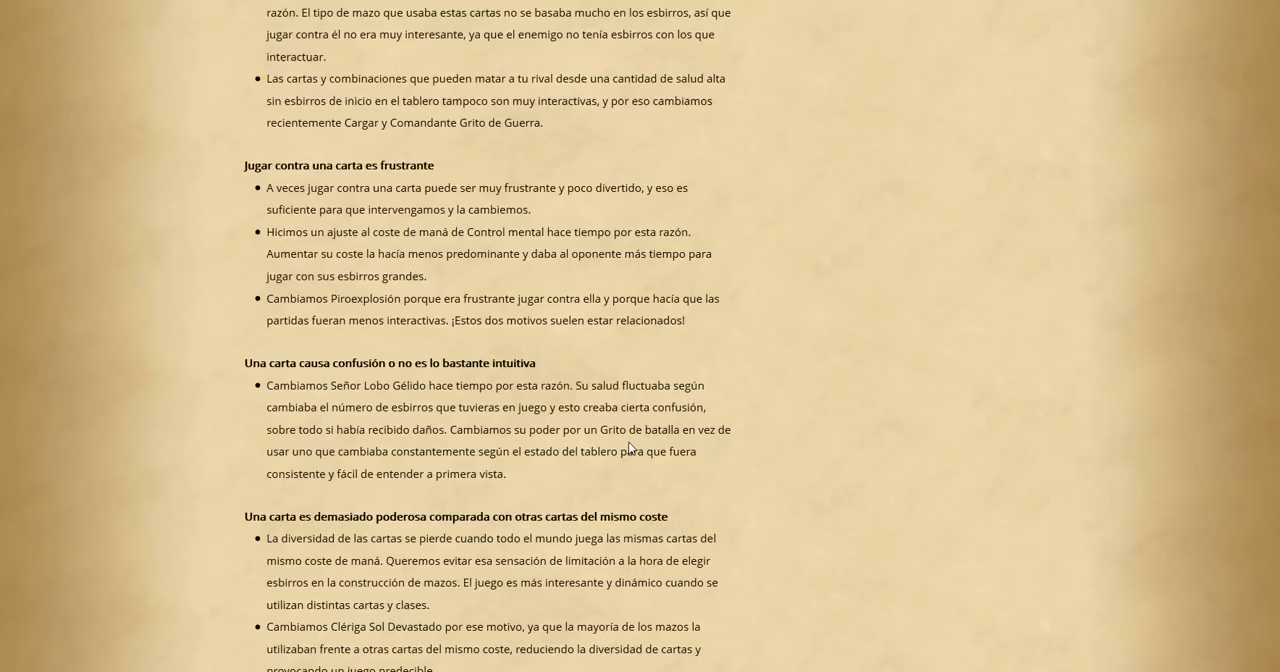 razón. El tipo de mazo que usaba estas cartas no se basaba mucho en los esbirros, así que
jugar contra él no era muy interesante, ya que el enemigo no tenía esbirros con los que
interactuar.
● Las cartas y combinaciones que pueden matar a tu rival desde una cantidad de salud alta
sin esbirros de inicio en el tablero tampoco son muy interactivas, y por eso cambiamos
recientemente Cargar y Comandante Grito de Guerra.
Jugar contra una carta es frustrante
● A veces jugar contra una carta puede ser muy frustrante y poco divertido, y eso es
suficiente para que intervengamos y la cambiemos.
● Hicimos un ajuste al coste de maná de Control mental hace tiempo por esta razón.
Aumentar su coste la hacía menos predominante y daba al oponente más tiempo para
jugar con sus esbirros grandes.
● Cambiamos Piroexplosión porque era frustrante jugar contra ella y porque hacía que las
partidas fueran menos interactivas. ¡Estos dos motivos suelen estar relacionados!
Una carta causa confusión o no es lo bastante intuitiva
● Cambiamos Señor Lobo Gélido hace tiempo por esta razón. Su salud fluctuaba según
cambiaba el número de esbirros que tuvieras en juego y esto creaba cierta confusión,
sobre todo si había recibido daños. Cambiamos su poder por un Grito de batalla en vez de
usar uno que cambiaba constantemente según el estado del tablero para que fuera
consistente y fácil de entender a primera vista.
Una carta es demasiado poderosa comparada con otras cartas del mismo coste
● La diversidad de las cartas se pierde cuando todo el mundo juega las mismas cartas del
mismo coste de maná. Queremos evitar esa sensación de limitación a la hora de elegir
esbirros en la construcción de mazos. El juego es más interesante y dinámico cuando se
utilizan distintas cartas y clases.
● Cambiamos Clériga Sol Devastado por ese motivo, ya que la mayoría de los mazos la
utilizaban frente a otras cartas del mismo coste, reduciendo la diversidad de cartas y
provocando un juego predecible.